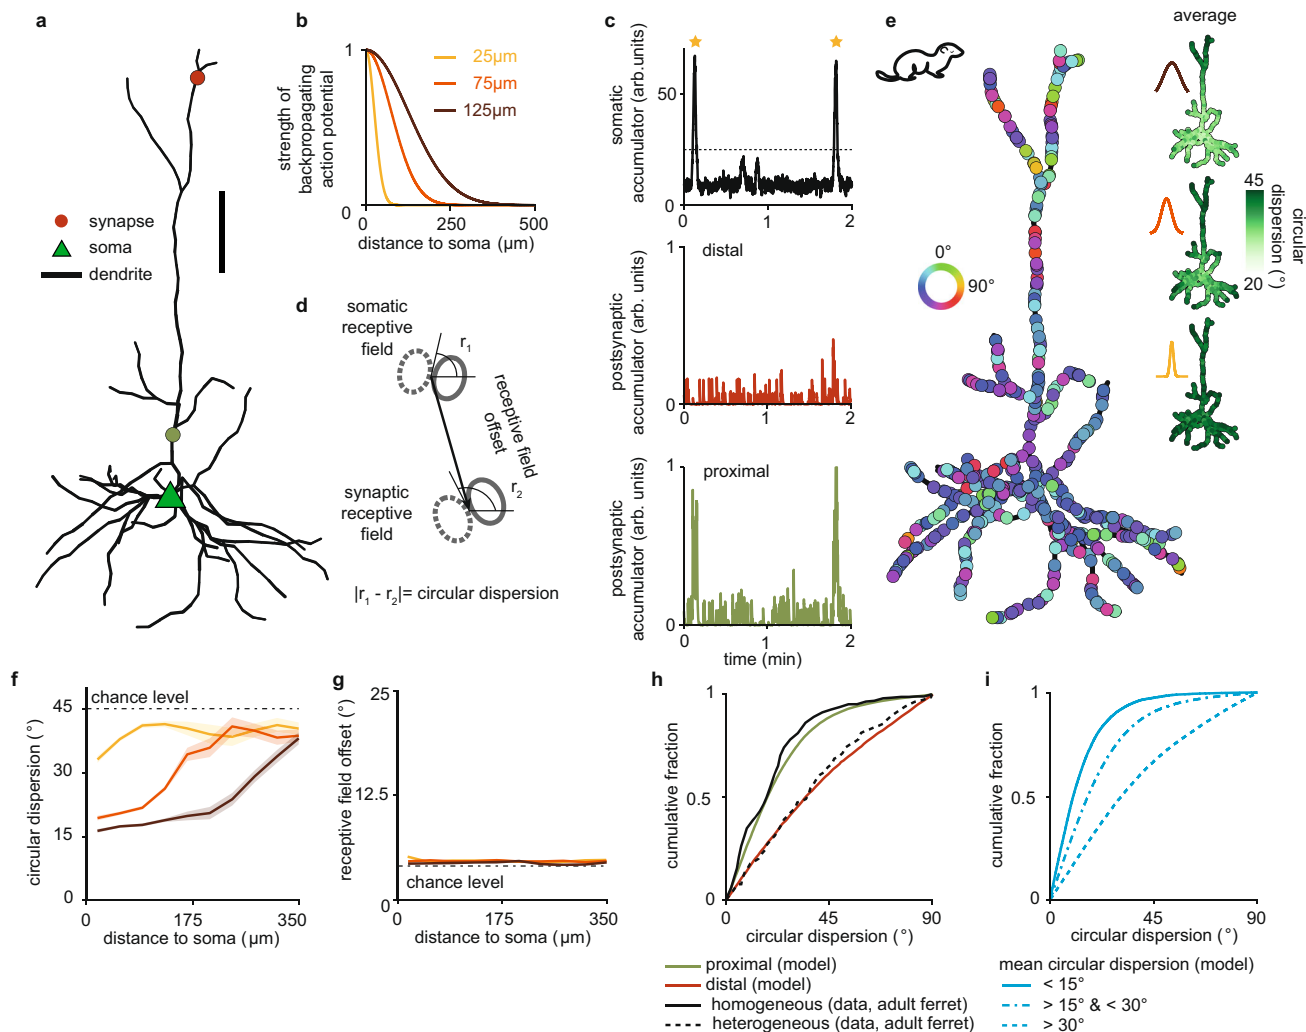 a
synapse
soma
dendrite
b
strength of
backpropagating
action potential
1
0
25µm
75µm
125µm
0
250
500
distance to soma (µm)
c
somatic
accumulator (arb. units)
50
0
0
1
2
distal
postsynaptic
accumulator (arb. units)
1
0
0
1
2
proximal
postsynaptic
accumulator (arb. units)
1
0
0
1
2
time (min)
d
somatic
receptive
field
r1
receptive field
offset
synaptic
receptive
field
r2
|r1 - r2|= circular dispersion
e
0°
90°
average
45
20
circular
dispersion (°)
f
chance level
circular dispersion (°)
45
30
15
0
0
175
350
distance to soma (µm)
g
receptive field offset (°)
25
12.5
0
chance level
0
175
350
distance to soma (µm)
h
cumulative fraction
1
0.5
0
0
45
90
circular dispersion (°)
proximal (model)
distal (model)
homogeneous (data, adult ferret)
heterogeneous (data, adult ferret)
i
cumulative fraction
1
0.5
0
0
45
90
circular dispersion (°)
mean circular dispersion (model)
< 15°
> 15° & < 30°
> 30°